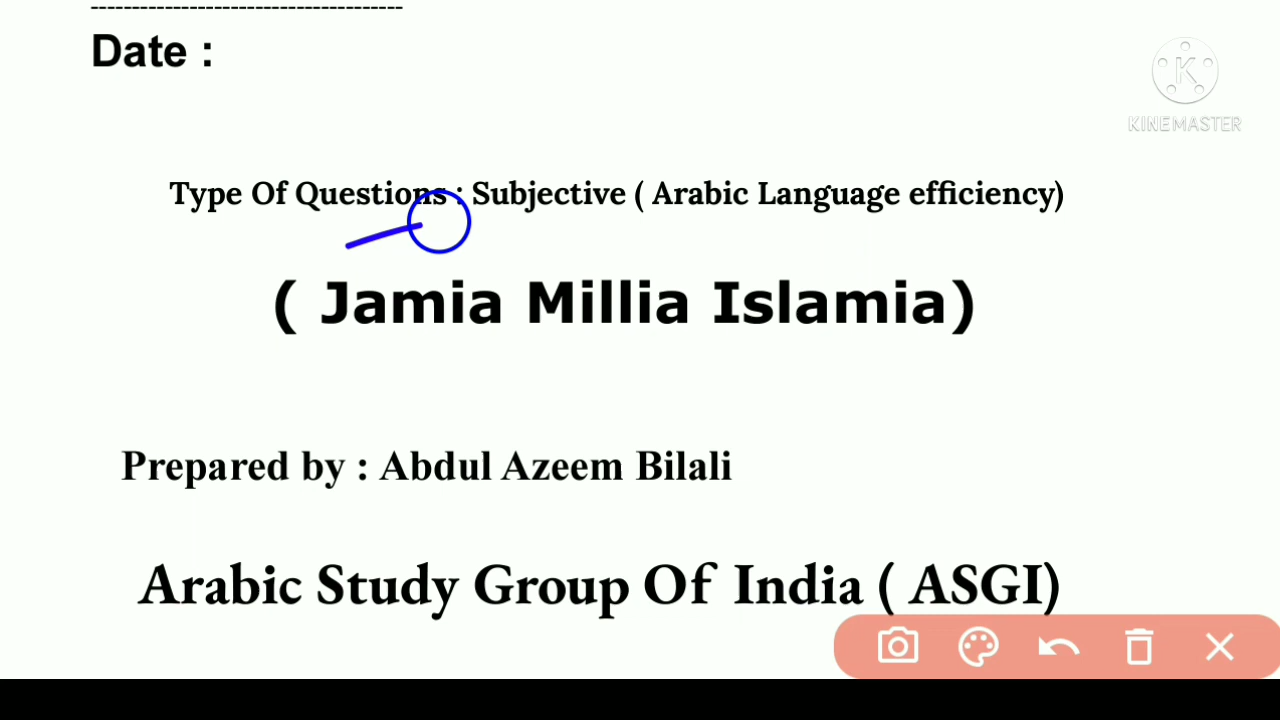 ------------------------------------
Date :
KINEMASTER
Type Of Questions : Subjective ( Arabic Language efficiency)
( Jamia Millia Islamia)
Prepared by : Abdul Azeem Bilali
Arabic Study Group Of India ( ASGI)